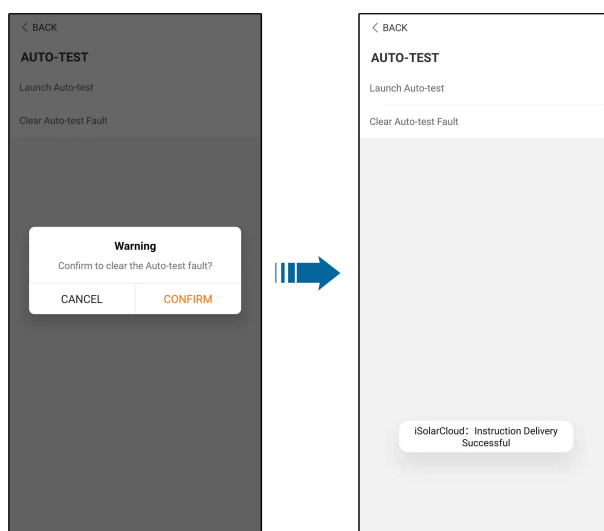 < BACK
AUTO-TEST
Launch Auto-test
Clear Auto-test Fault
Warning
Confirm to clear the Auto-test fault?
CANCEL CONFIRM
< BACK
AUTO-TEST
Launch Auto-test
Clear Auto-test Fault
iSolarCloud：Instruction Delivery
Successful